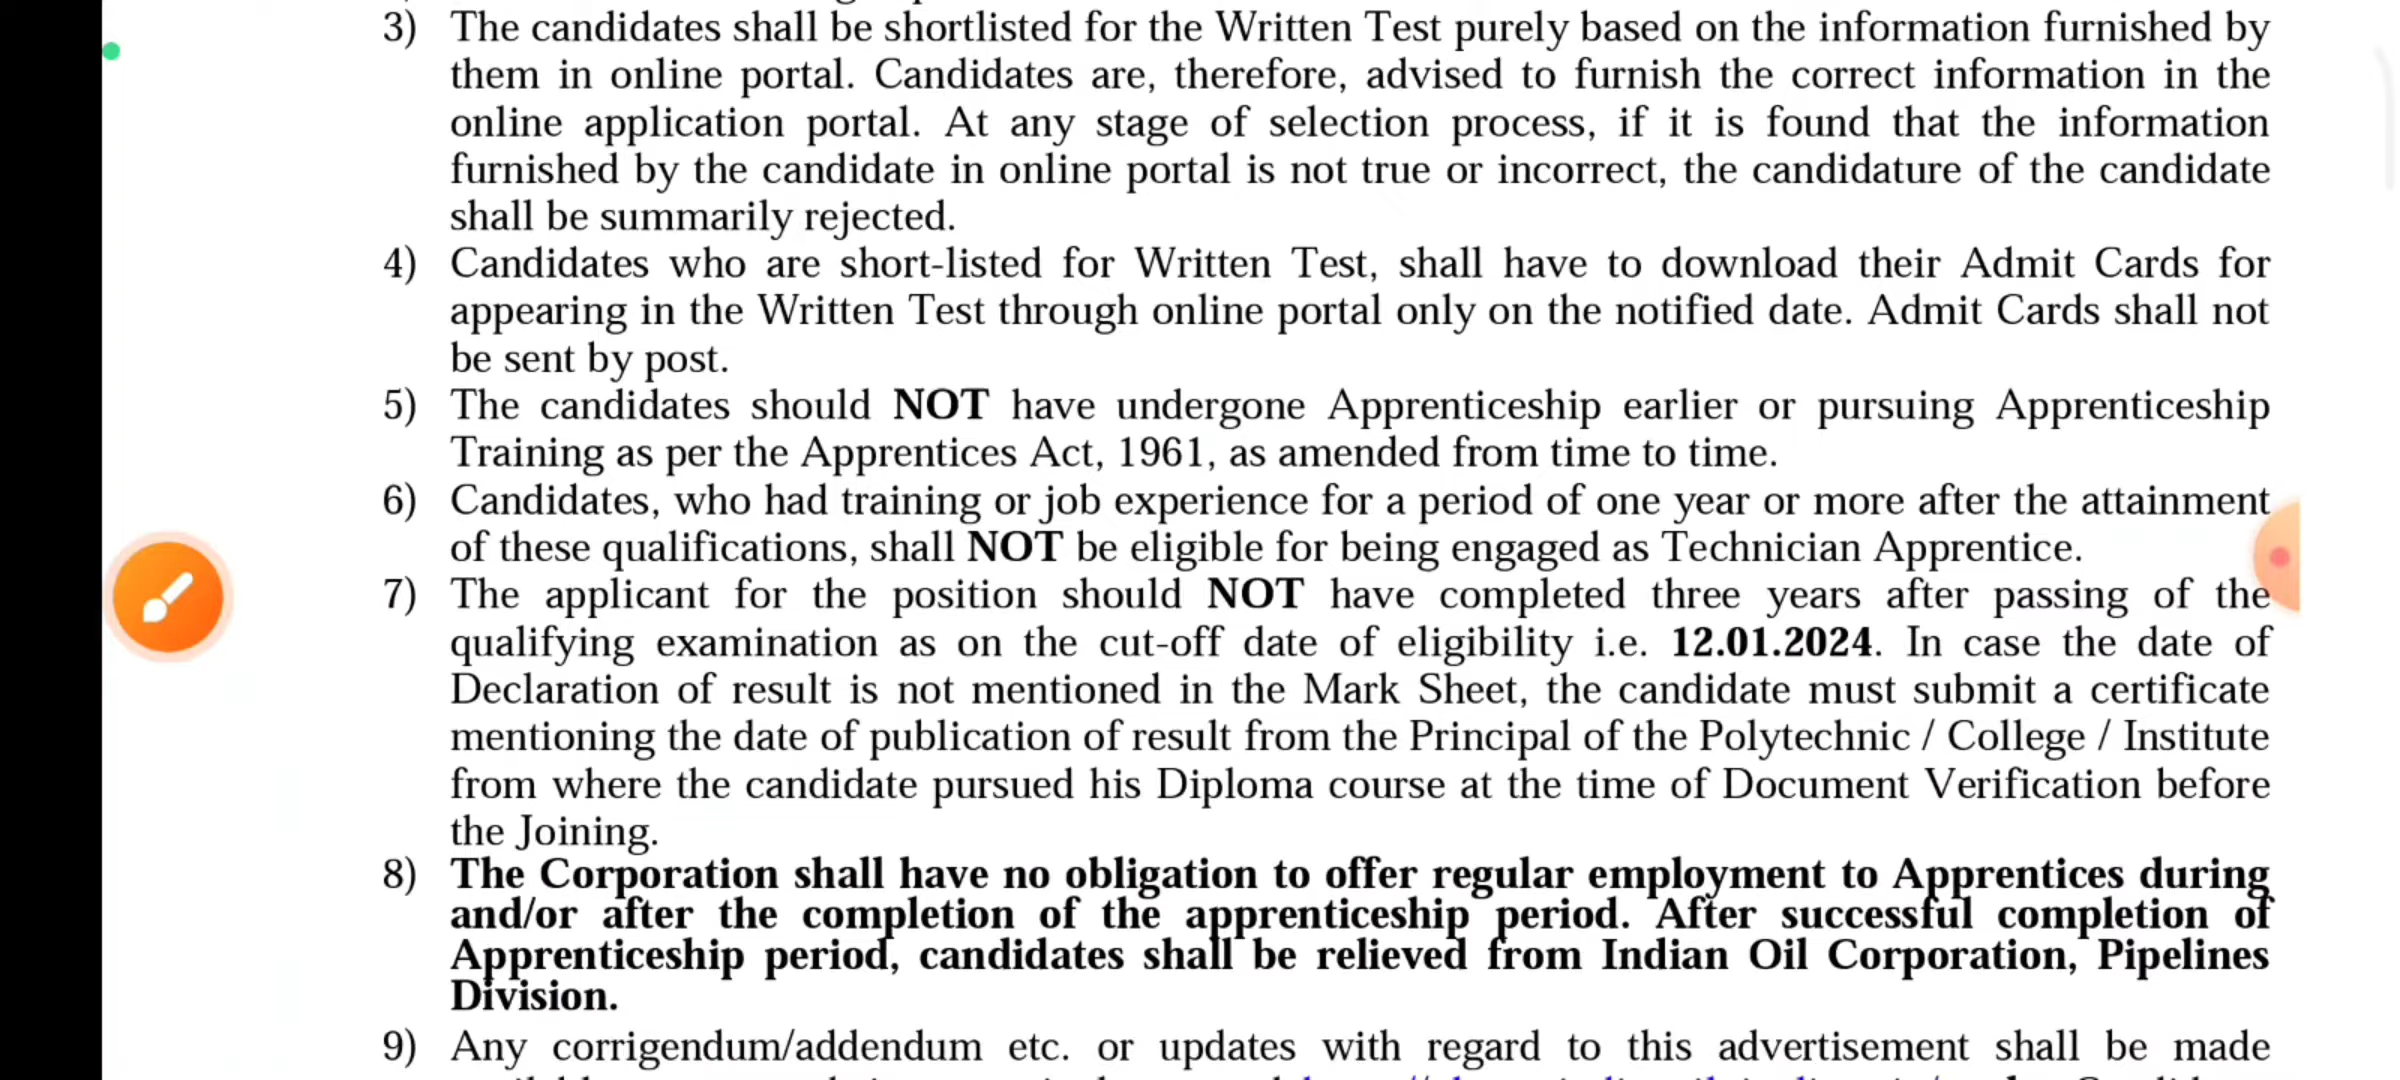 3) The candidates shall be shortlisted for the Written Test purely based on the information furnished by
them in online portal. Candidates are, therefore, advised to furnish the correct information in the
online application portal. At any stage of selection process, if it is found that the information
furnished by the candidate in online portal is not true or incorrect, the candidature of the candidate
shall be summarily rejected.
4) Candidates who are short-listed for Written Test, shall have to download their Admit Cards for
appearing in the Written Test through online portal only on the notified date. Admit Cards shall not
be sent by post.
5) The candidates should NOT have undergone Apprenticeship earlier or pursuing Apprenticeship
Training as per the Apprentices Act, 1961, as amended from time to time.
6) Candidates, who had training or job experience for a period of one year or more after the attainment
of these qualifications, shall NOT be eligible for being engaged as Technician Apprentice.
7) The applicant for the position should NOT have completed three years after passing of the
qualifying examination as on the cut-off date of eligibility i.e. 12.01.2024. In case the date of
Declaration of result is not mentioned in the Mark Sheet, the candidate must submit a certificate
mentioning the date of publication of result from the Principal of the Polytechnic / College / Institute
from where the candidate pursued his Diploma course at the time of Document Verification before
the Joining.
8) The Corporation shall have no obligation to offer regular employment to Apprentices during
and/or after the completion of the apprenticeship period. After successful completion of
Apprenticeship period, candidates shall be relieved from Indian Oil Corporation, Pipelines
Division.
9) Any corrigendum/addendum etc. or updates with regard to this advertisement shall be made